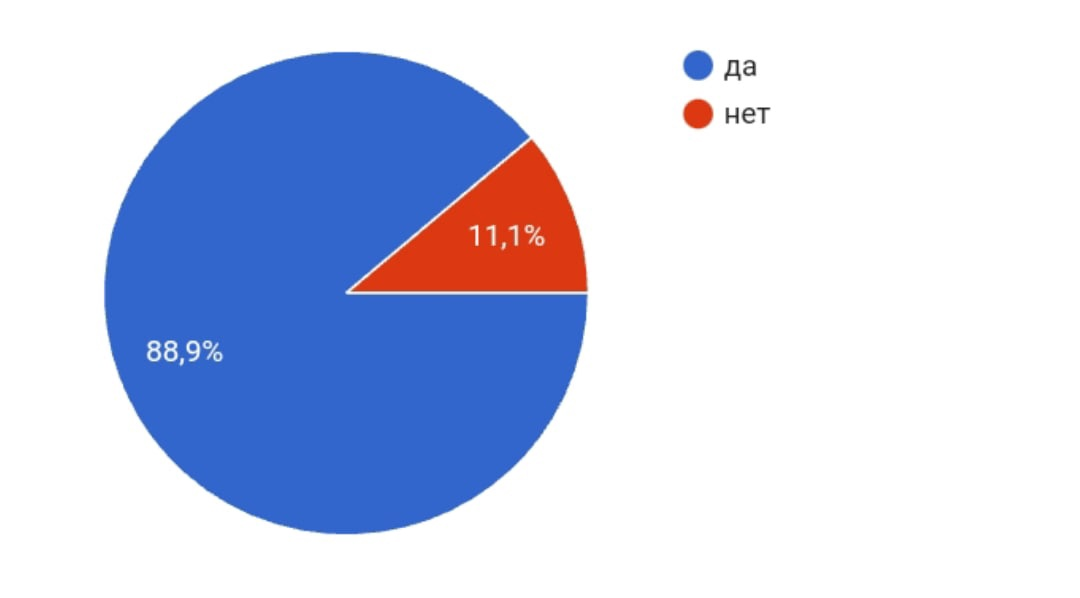 да
нет
11,1%
88,9%